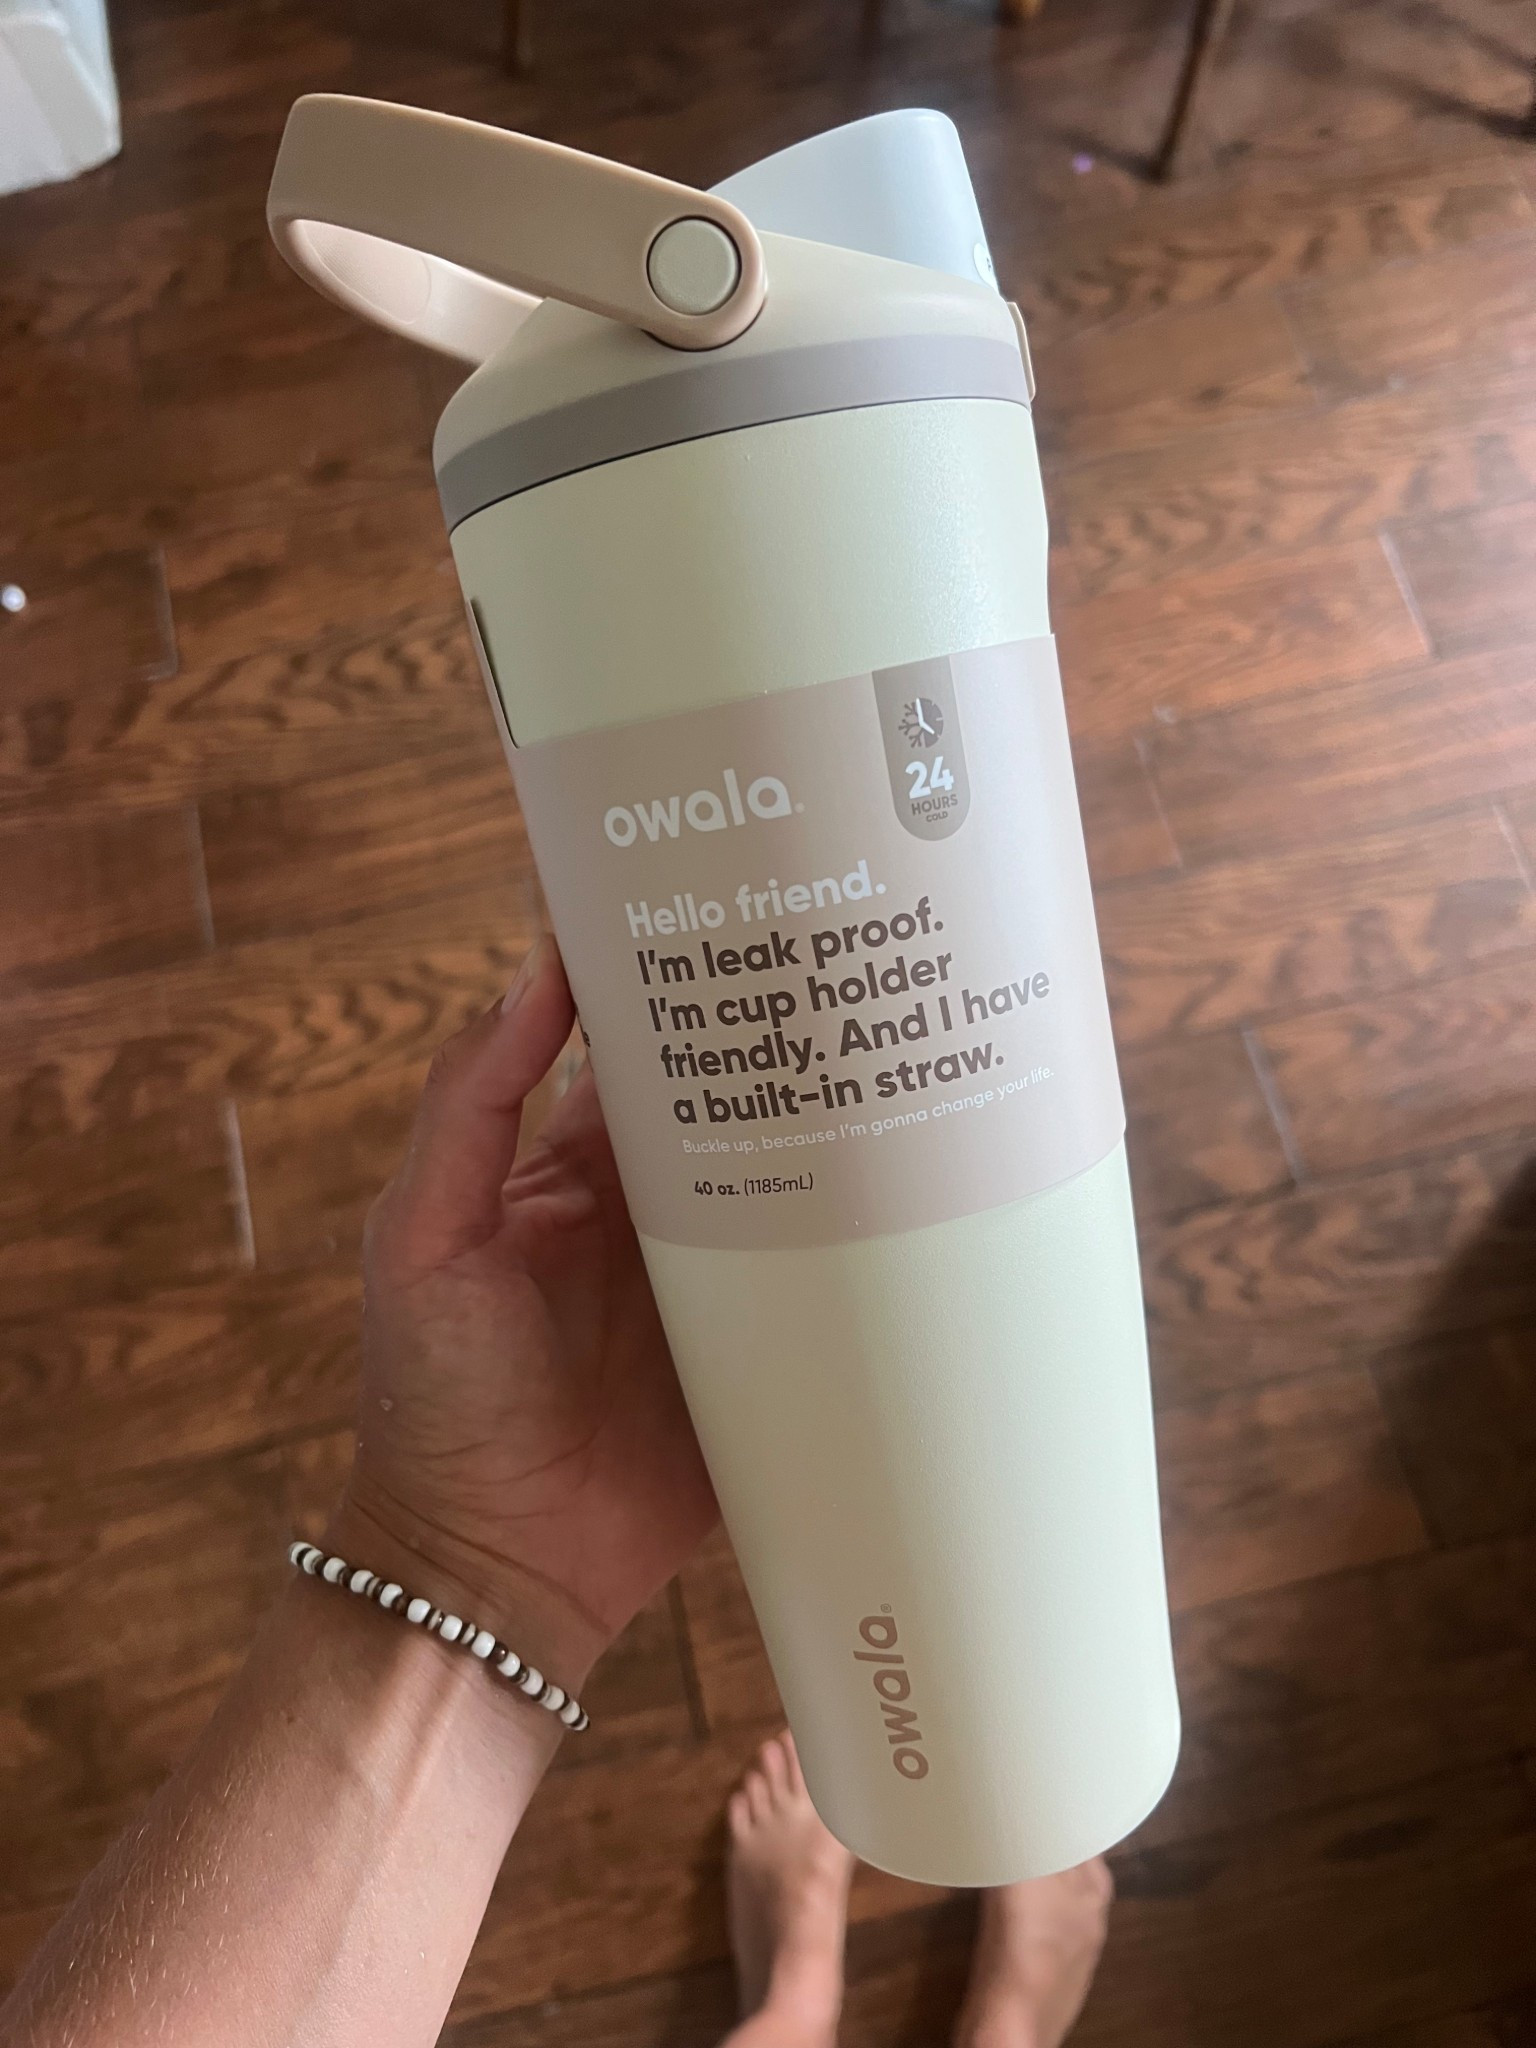 owala®
24
HOURS
COLD
Hello friend.
I'm leak proof.
I'm cup holder
friendly. And I have
a built-in straw.
Buckle up, because I'm gonna change your life.
40 oz. (1185mL)
owala®